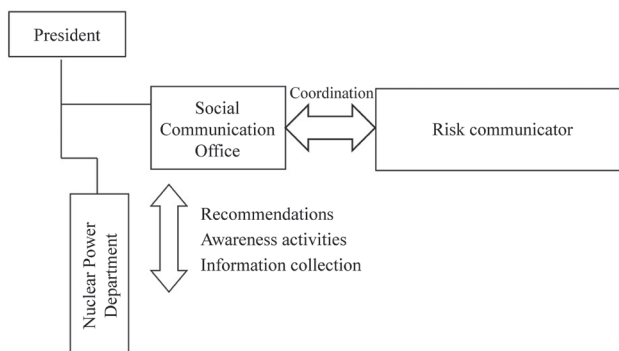 President
Coordination
Social
Communication
Office
Risk communicator
Recommendations
Awareness activities
Information collection
Nuclear Power
Department